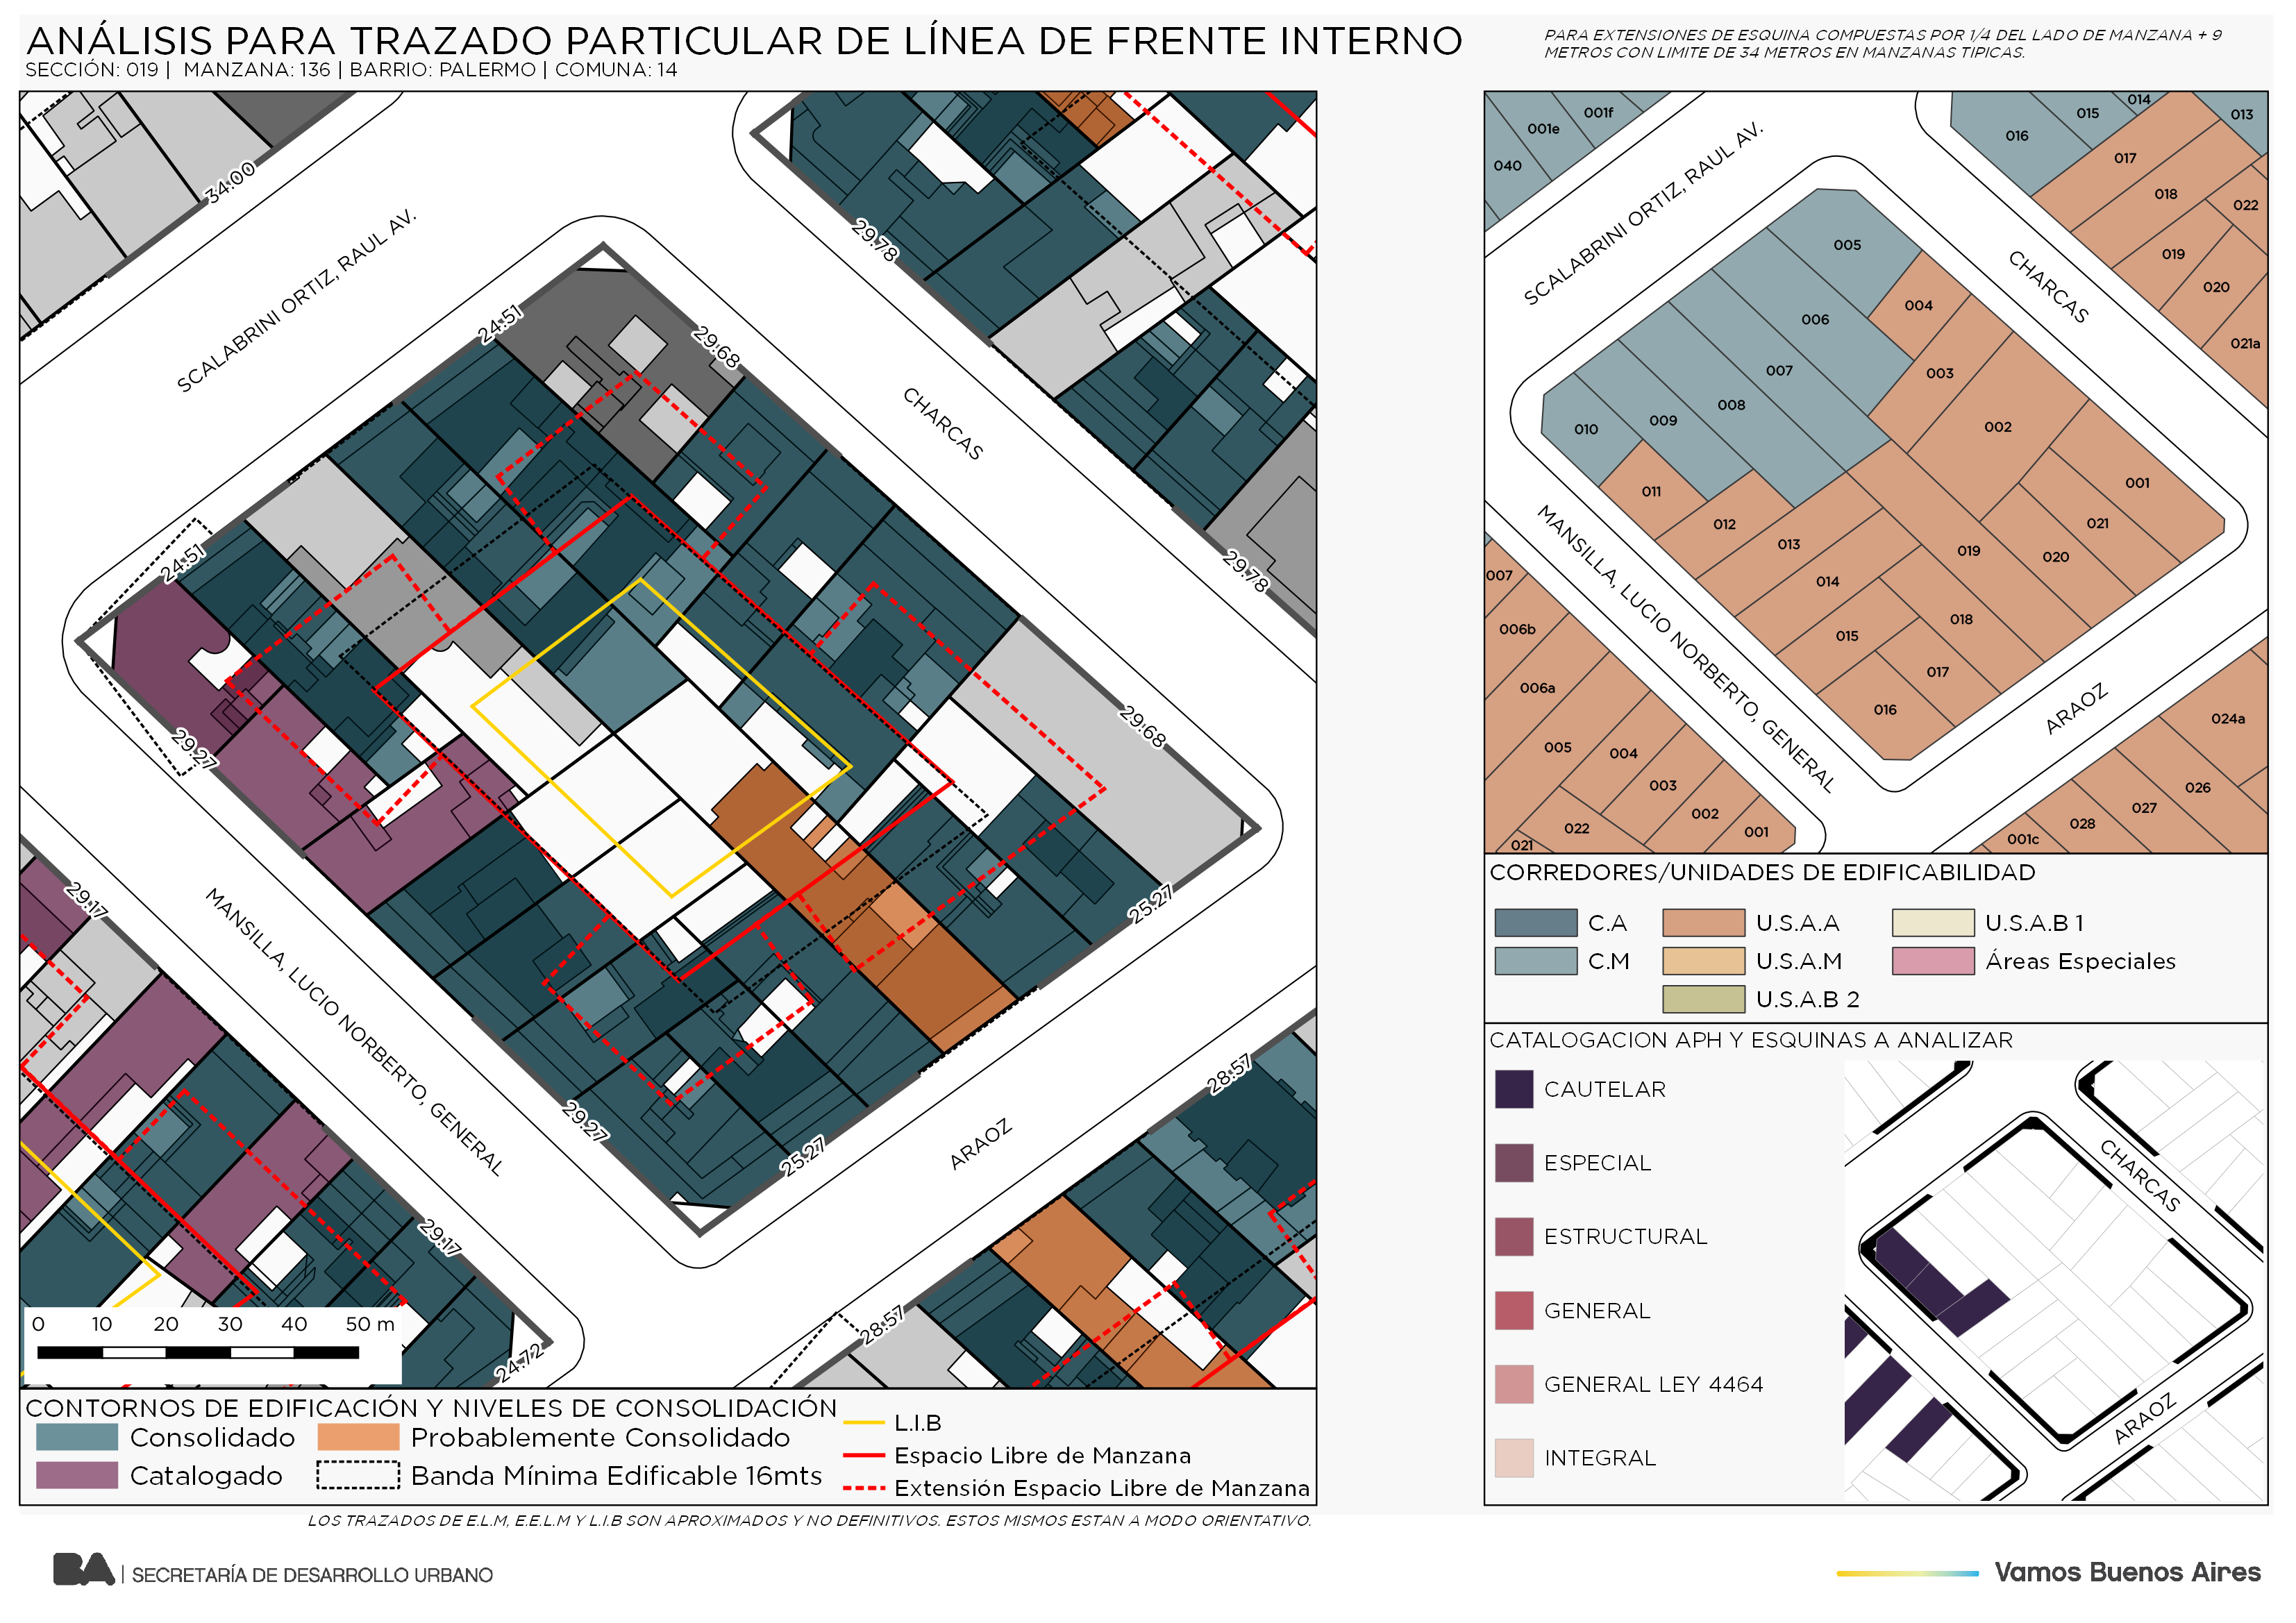 ANÁLISIS PARA TRAZADO PARTICULAR DE LÍNEA DE FRENTE INTERNO
SECCIÓN: 019 | MANZANA: 136 | BARRIO: PALERMO | COMUNA: 14
PARA EXTENSIONES DE ESQUINA COMPUESTAS POR 1/4 DEL LADO DE MANZANA + 9
METROS CON LIMITE DE 34 METROS EN MANZANAS TIPICAS.
34.00
SCALABRINI ORTIZ, RAUL AV.
29.78
24.51
29.68
CHARCAS
29.78
24.51
29.27
29.68
25.27
29.17
MANSILLA, LUCIO NORBERTO, GENERAL
29.27
25.27
ARAOZ
28.57
29.17
28.57
24.72
0 10 20 30 40 50 m
CONTORNOS DE EDIFICACIÓN Y NIVELES DE CONSOLIDACIÓN
Consolidado
Probablemente Consolidado
Catalogado
Banda Mínima Edificable 16mts
L.I.B
Espacio Libre de Manzana
Extensión Espacio Libre de Manzana
LOS TRAZADOS DE E.L.M, E.E.L.M Y L.I.B SON APROXIMADOS Y NO DEFINITIVOS. ESTOS MISMOS ESTAN A MODO ORIENTATIVO.
001e
001f
040
014
015
013
016
017
018
022
019
020
021a
SCALABRINI ORTIZ, RAUL AV.
CHARCAS
005
004
006
003
007
008
009
010
002
001
011
012
021
013
019
020
014
018
015
017
016
MANSILLA, LUCIO NORBERTO, GENERAL
ARAOZ
007
006b
006a
005
004
003
002
001
022
021
024a
026
027
028
001c
CORREDORES/UNIDADES DE EDIFICABILIDAD
C.A
U.S.A.A
U.S.A.B 1
C.M
U.S.A.M
Áreas Especiales
U.S.A.B 2
CATALOGACION APH Y ESQUINAS A ANALIZAR
CAUTELAR
ESPECIAL
ESTRUCTURAL
GENERAL
GENERAL LEY 4464
INTEGRAL
CHARCAS
ARAOZ
BA | SECRETARÍA DE DESARROLLO URBANO
Vamos Buenos Aires